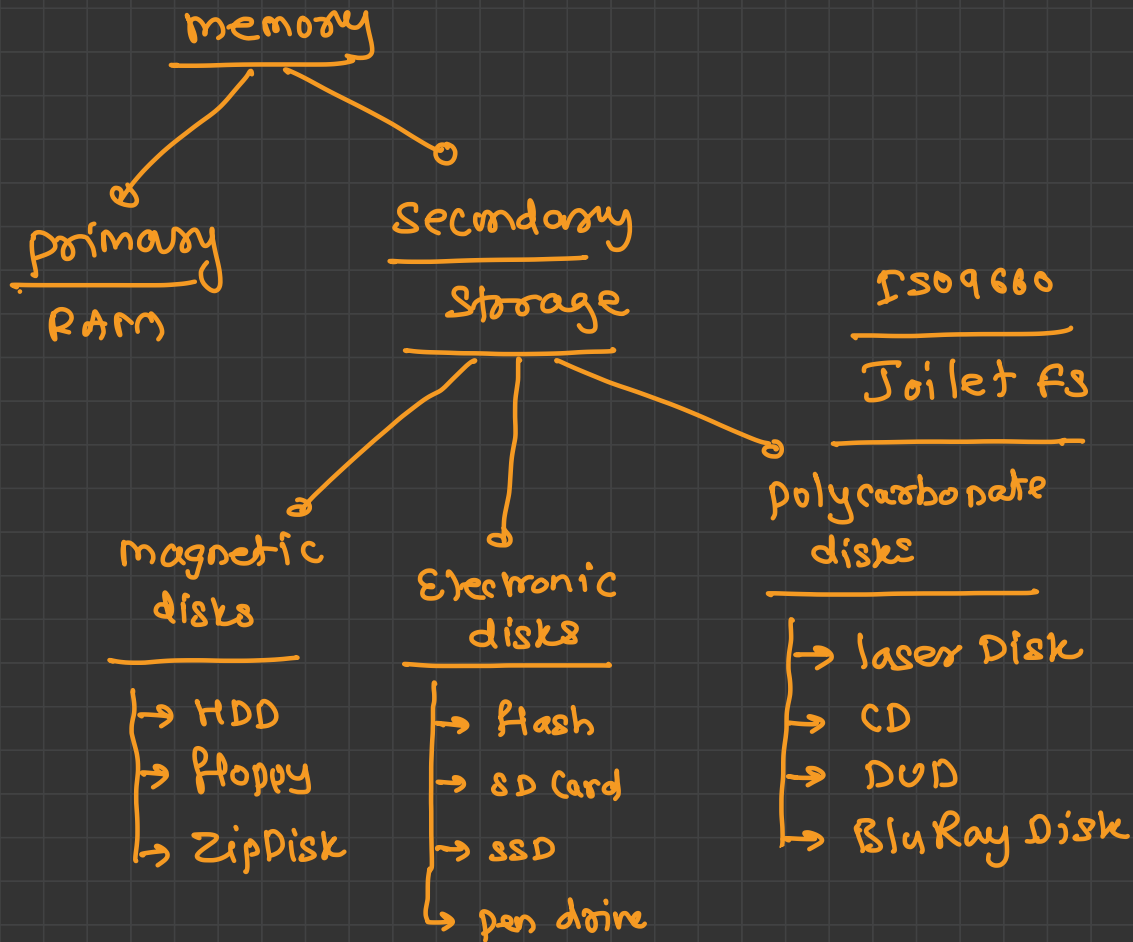 memory
primary
RAM
Secondary
Storage
ISO9660
Joilet FS
magnetic
disks
HDD
floppy
ZipDisk
Electronic
disks
flash
SD Card
SSD
pen drive
polycarbonate
disks
laser Disk
CD
DVD
BluRay Disk